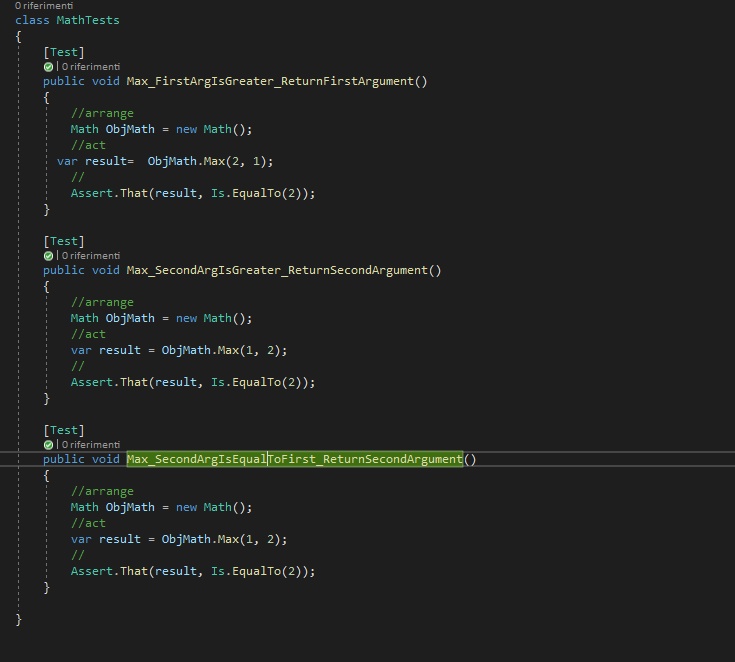 0 riferimenti
class MathTests
{
[Test]
| 0 riferimenti
public void Max_FirstArgIsGreater_ReturnFirstArgument()
{
//arrange
Math ObjMath = new Math();
//act
var result=  ObjMath.Max(2, 1);
//
Assert.That(result, Is.EqualTo(2));
}
[Test]
| 0 riferimenti
public void Max_SecondArgIsGreater_ReturnSecondArgument()
{
//arrange
Math ObjMath = new Math();
//act
var result = ObjMath.Max(1, 2);
//
Assert.That(result, Is.EqualTo(2));
}
[Test]
| 0 riferimenti
public void Max_SecondArgIsEqualToFirst_ReturnSecondArgument()
{
//arrange
Math ObjMath = new Math();
//act
var result = ObjMath.Max(1, 2);
//
Assert.That(result, Is.EqualTo(2));
}
}